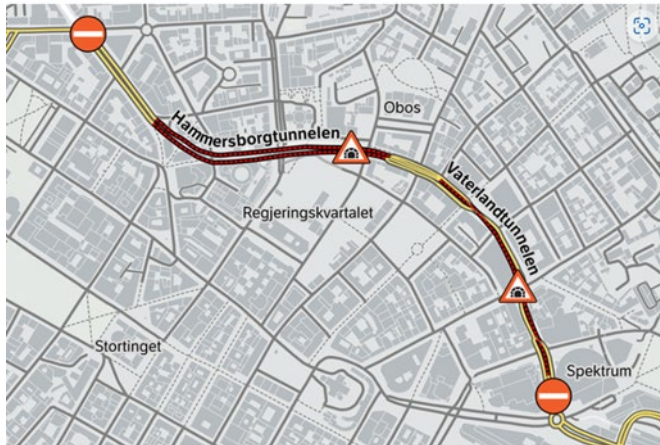 Obos
Hammersborgtunnelen
Vaterlandtunnelen
Regjeringskvartalet
Stortinget
Spektrum